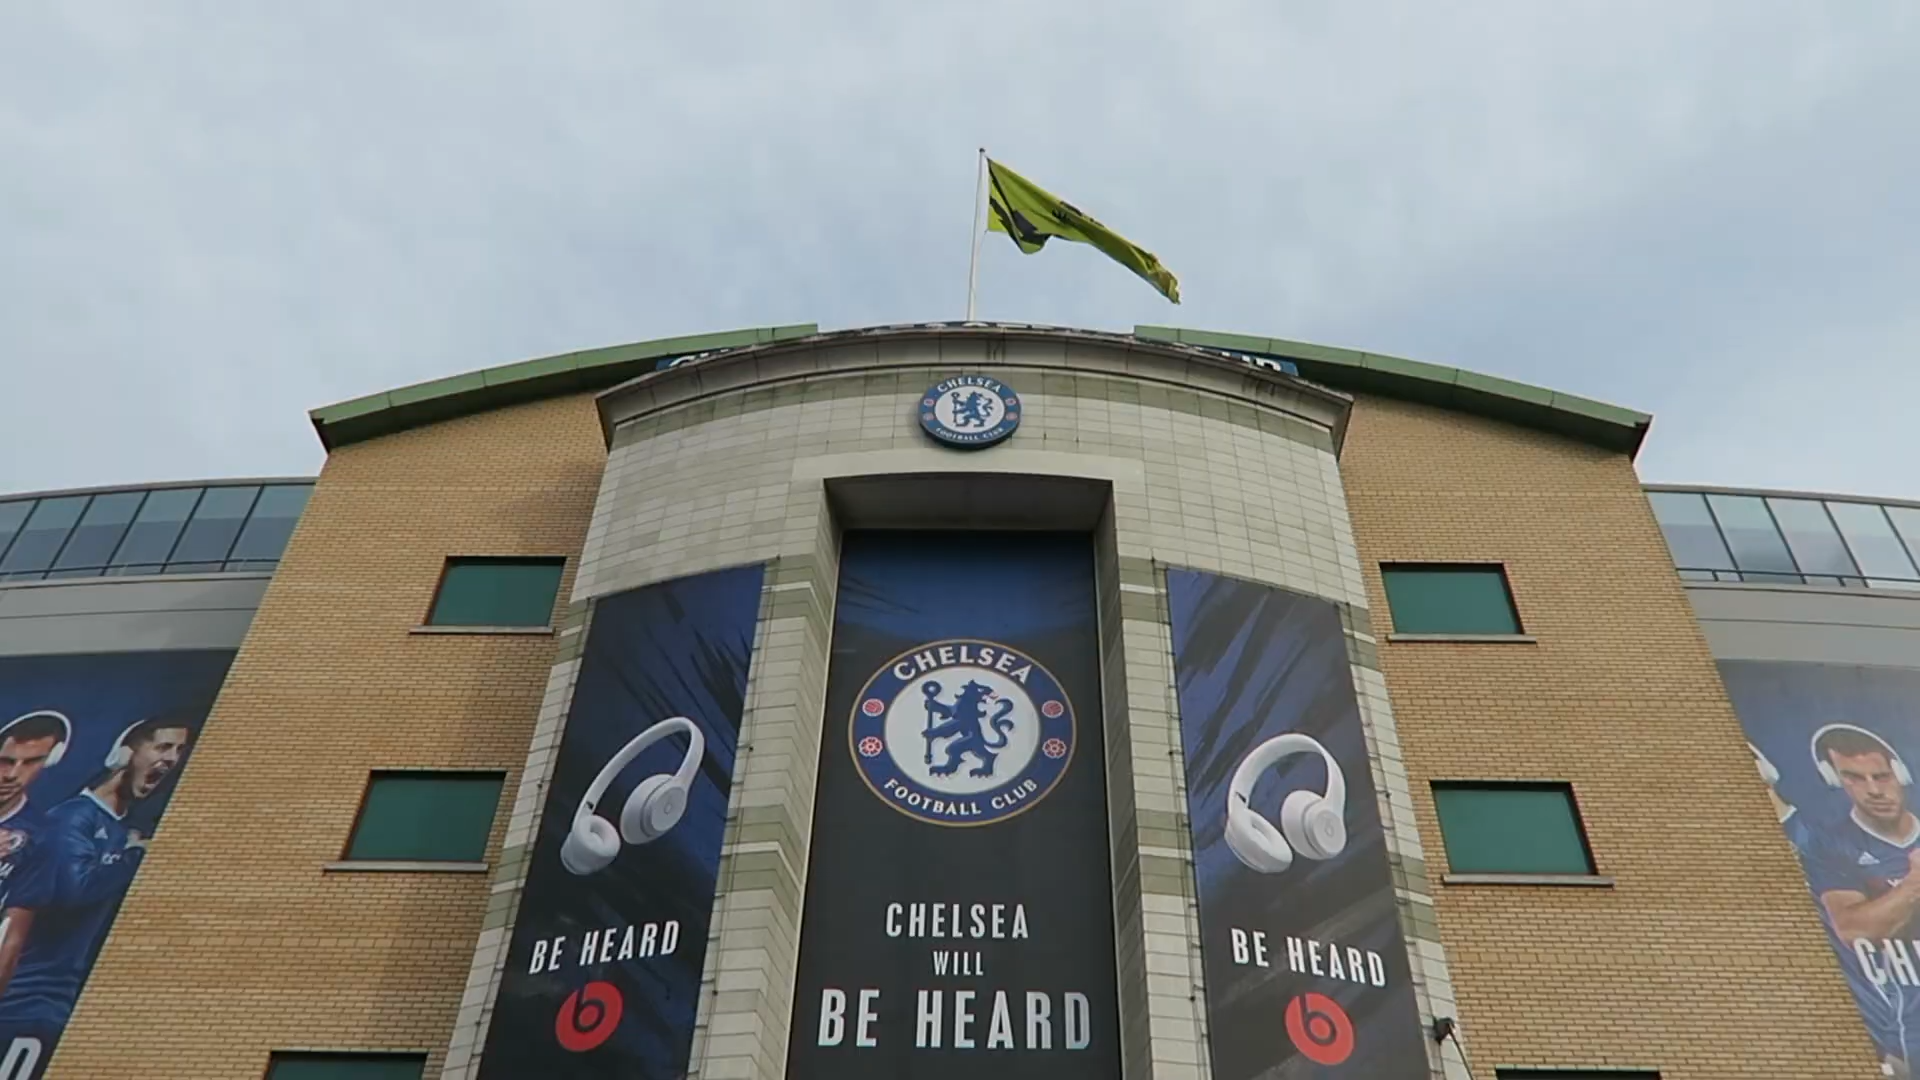 CHELSEA
FOOTBALL CLUB
CHELSEA
FOOTBALL CLUB
CHELSEA
WILL
BE HEARD
BE HEARD
b
BE HEARD
b